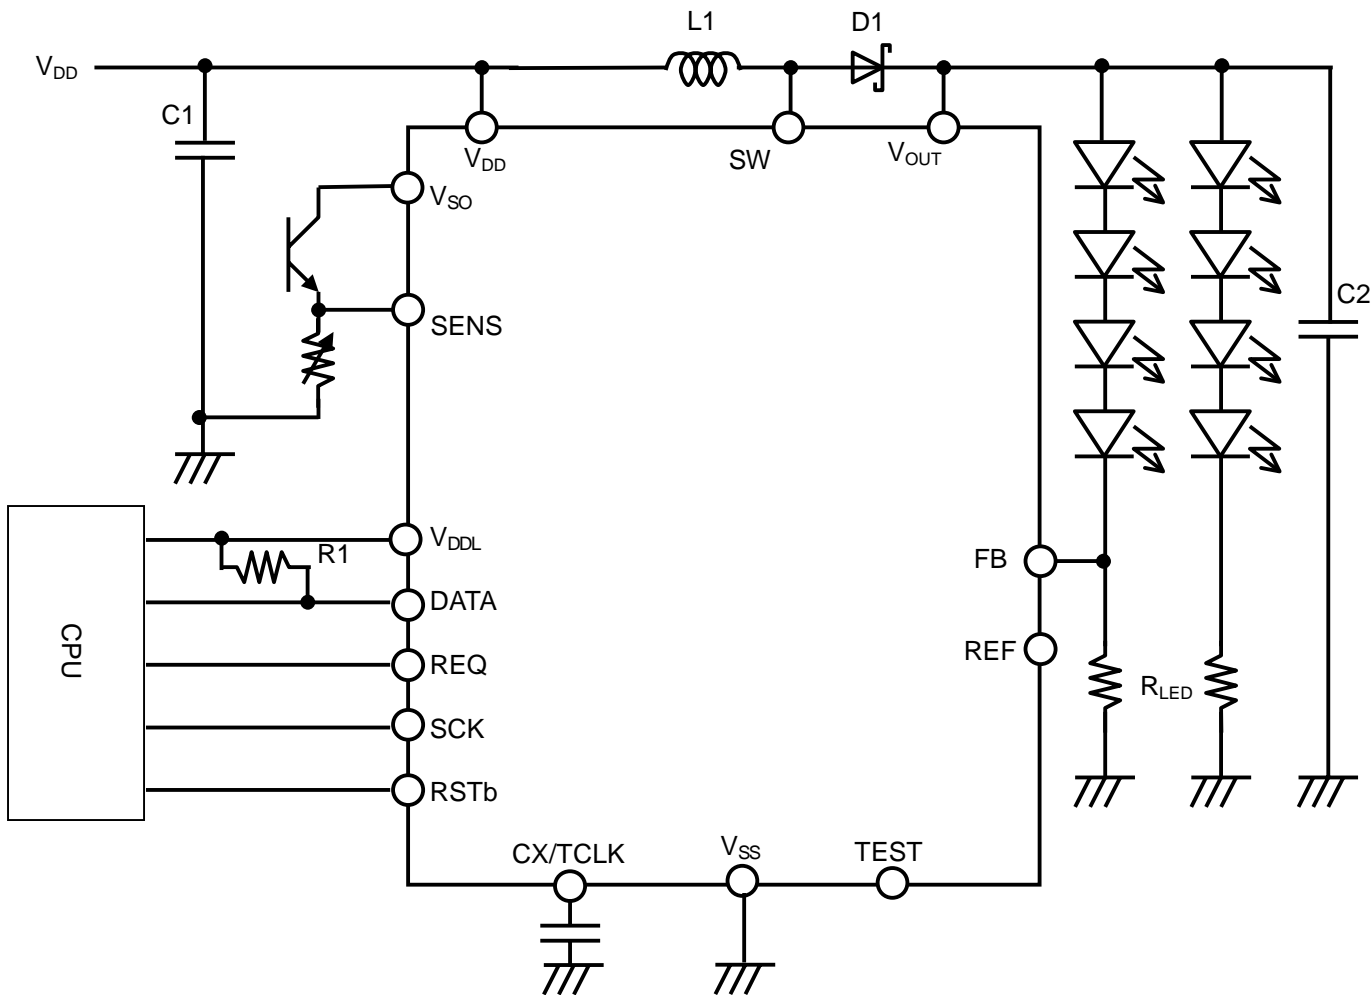 L1
D1
VDD
C1
VDD
SW
VOUT
VSO
C2
SENS
VDDL
R1
FB
DATA
CPU
REF
REQ
RLED
SCK
RSTb
CX/TCLK
VSS
TEST